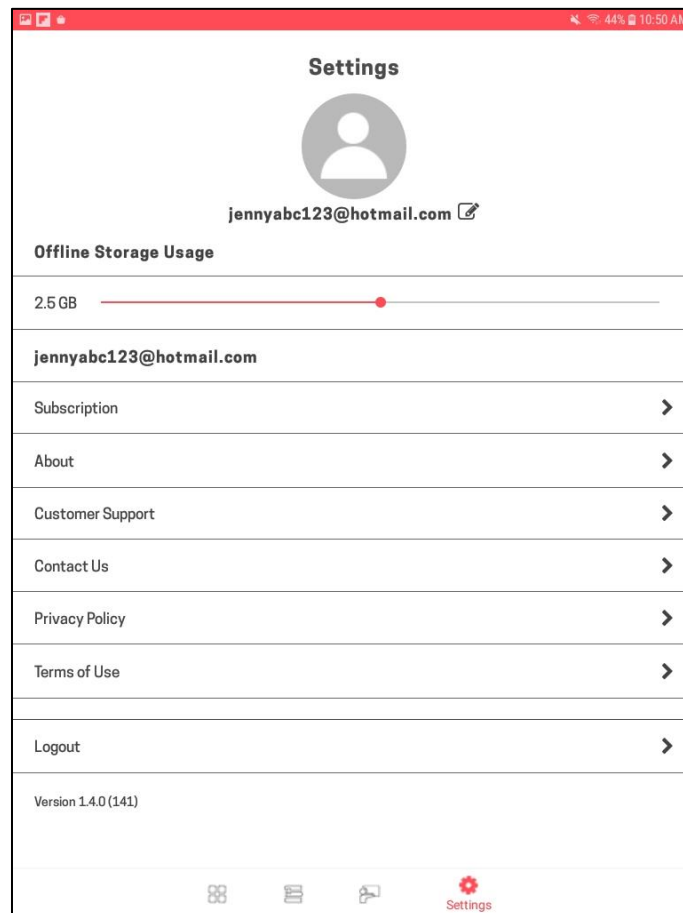 44% 10:50 AM
Settings
jennyabc123@hotmail.com
Offline Storage Usage
2.5 GB
jennyabc123@hotmail.com
Subscription
About
Customer Support
Contact Us
Privacy Policy
Terms of Use
Logout
Version 1.4.0 (141)
Settings